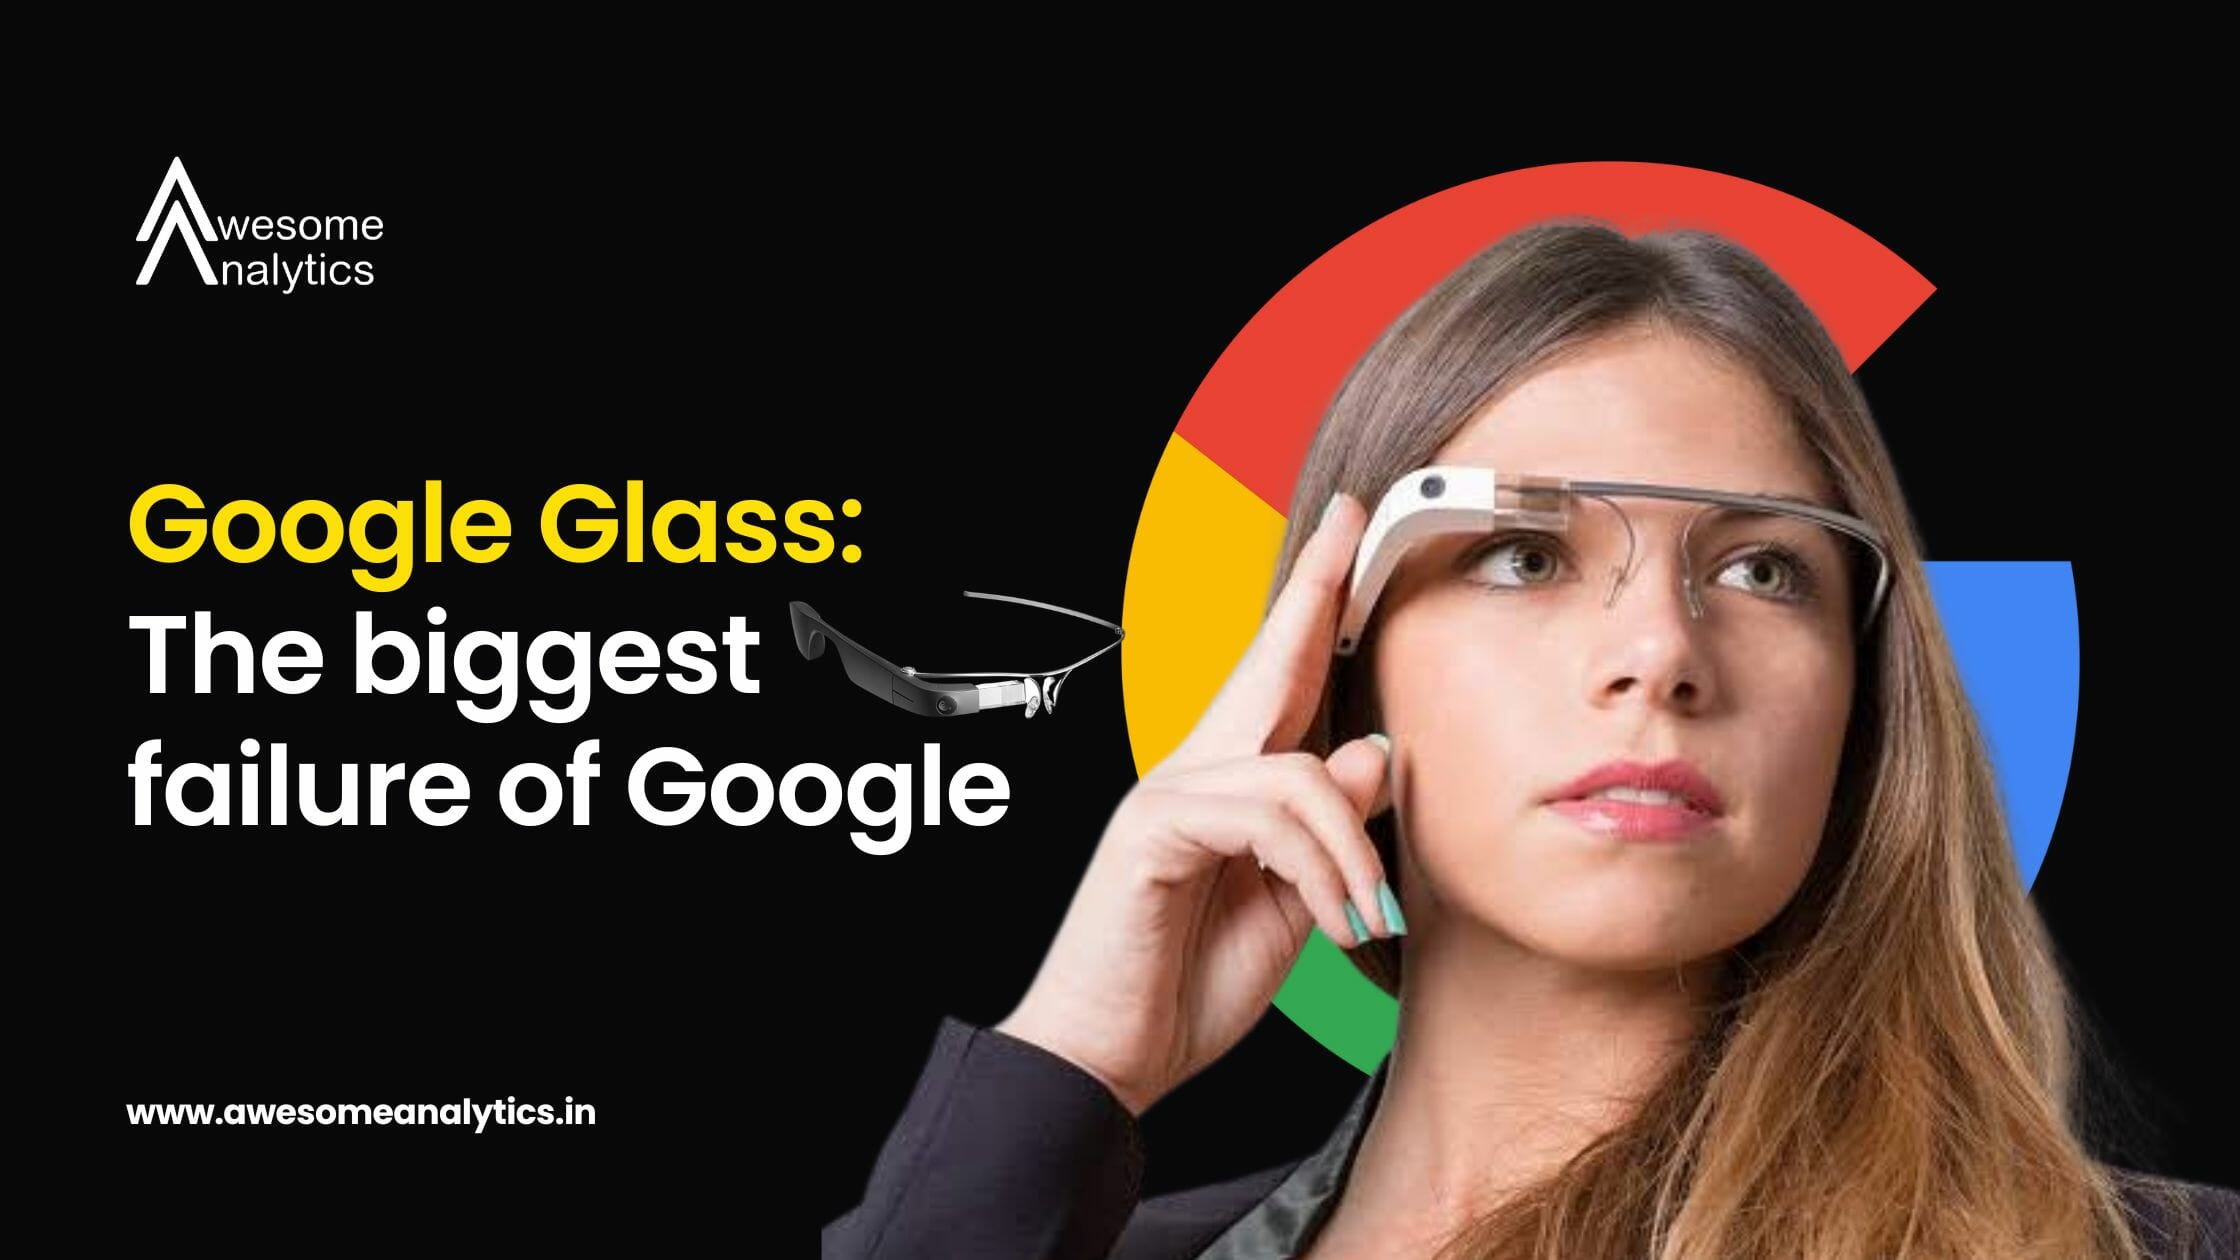 Awesome
Analytics
Google Glass:
The biggest
failure of Google
www.awesomeanalytics.in